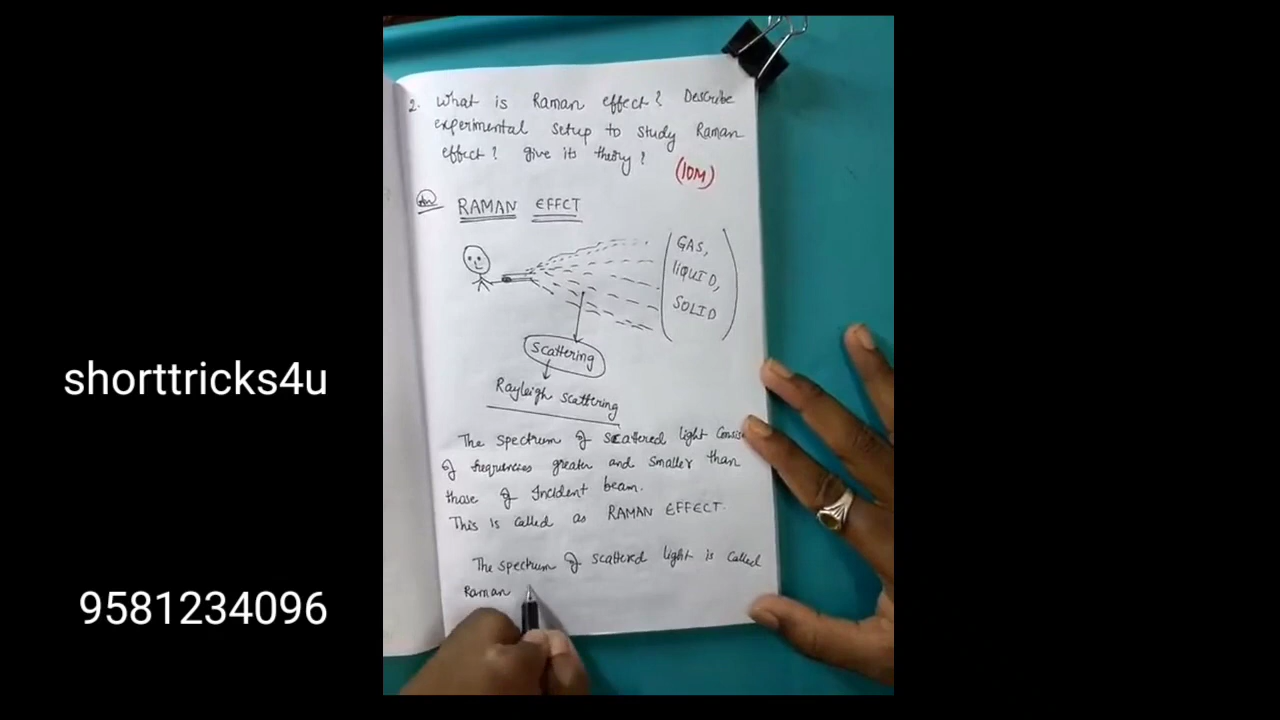 2. What is Raman effect? Describe
experimental setup to study Raman
effect? give its theory?
(10M)
Ans
RAMAN EFFCT
GAS,
LIQUID,
SOLID
Scattering
Rayleigh scattering
The spectrum of scattered light Consis
of frequencies greater and smaller than
those of Incident beam.
This is called as RAMAN EFFECT.
The spectrum of scattered light is called
Raman
shorttricks4u
9581234096